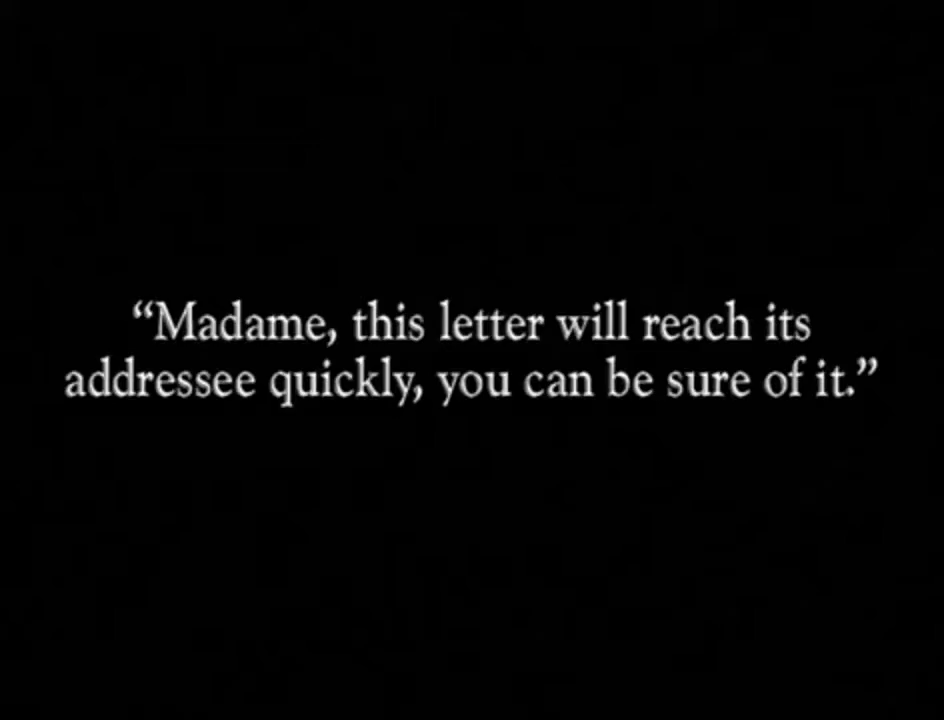 “Madame, this letter will reach its
addressee quickly, you can be sure of it.”